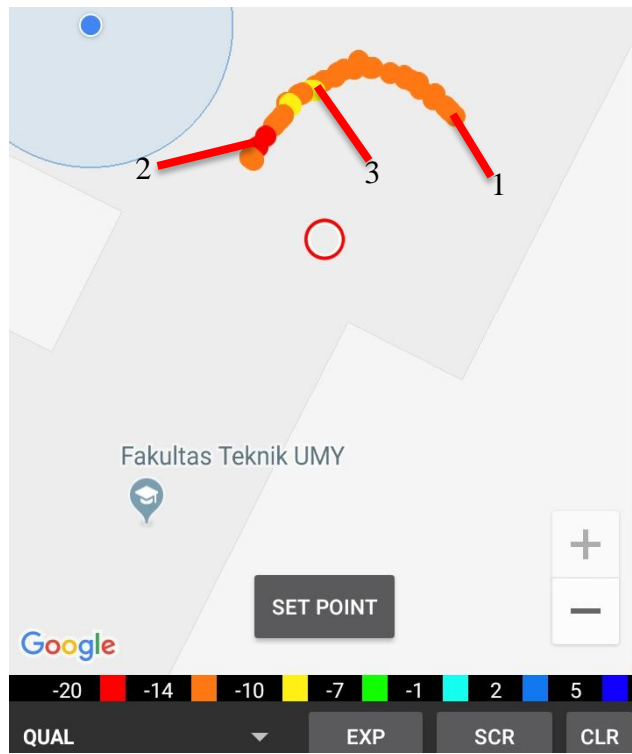 2
3
1
Fakultas Teknik UMY
SET POINT
+
−
Google
-20 -14 -10 -7 -1 2 5
QUAL EXP SCR CLR